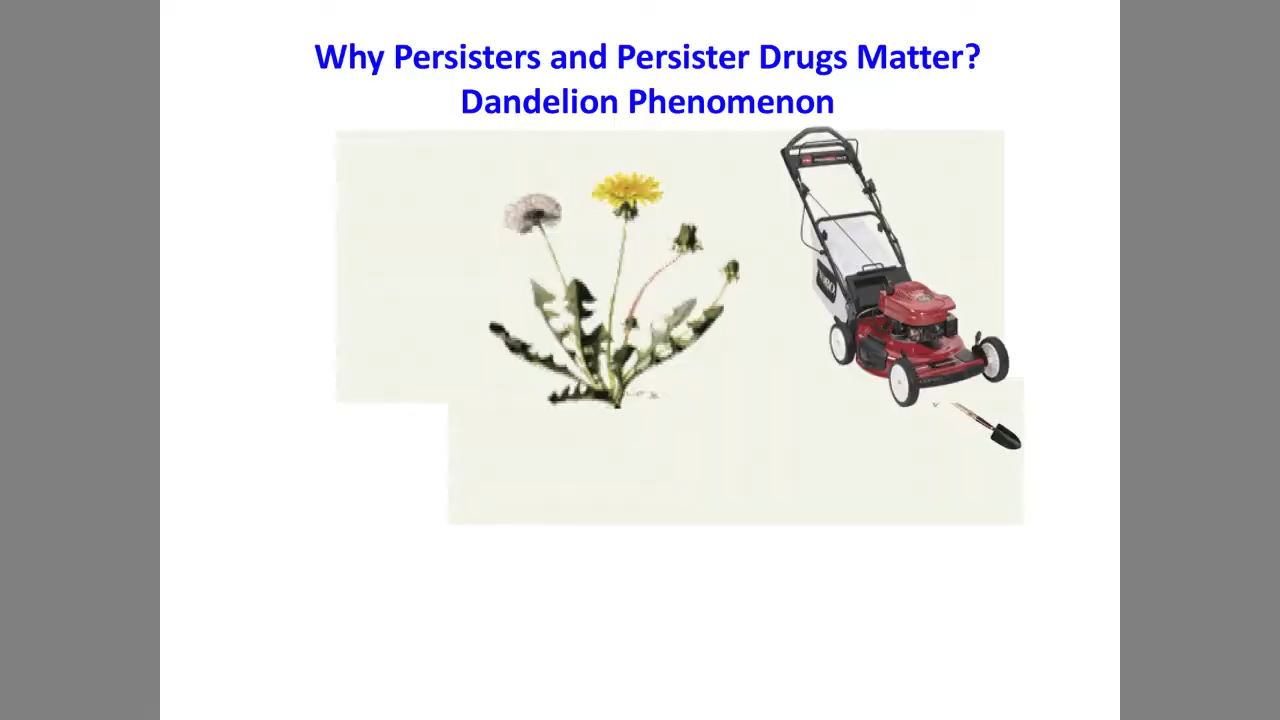 Why Persisters and Persister Drugs Matter?
Dandelion Phenomenon